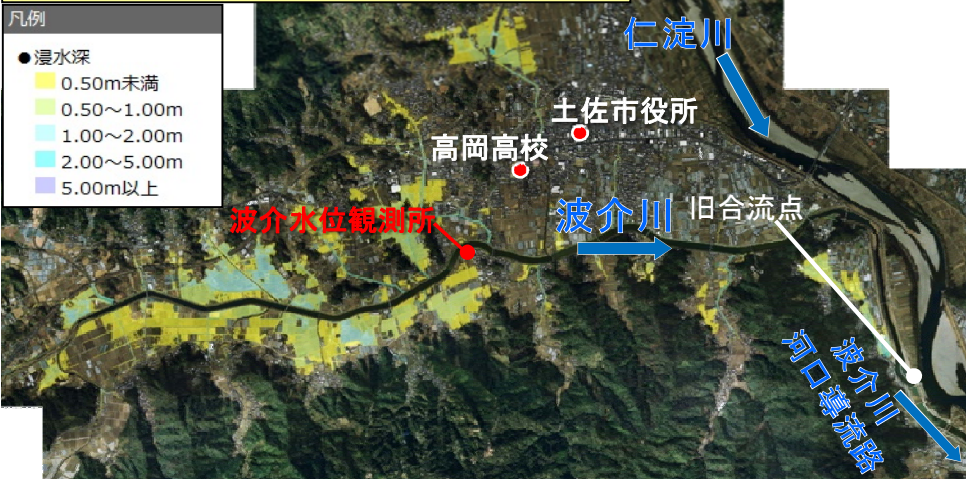 凡例
●浸水深
0.50m未満
0.50～1.00m
1.00～2.00m
2.00～5.00m
5.00m以上
仁淀川
土佐市役所
高岡高校
波介水位観測所
波介川
旧合流点
波介川
河口導流路